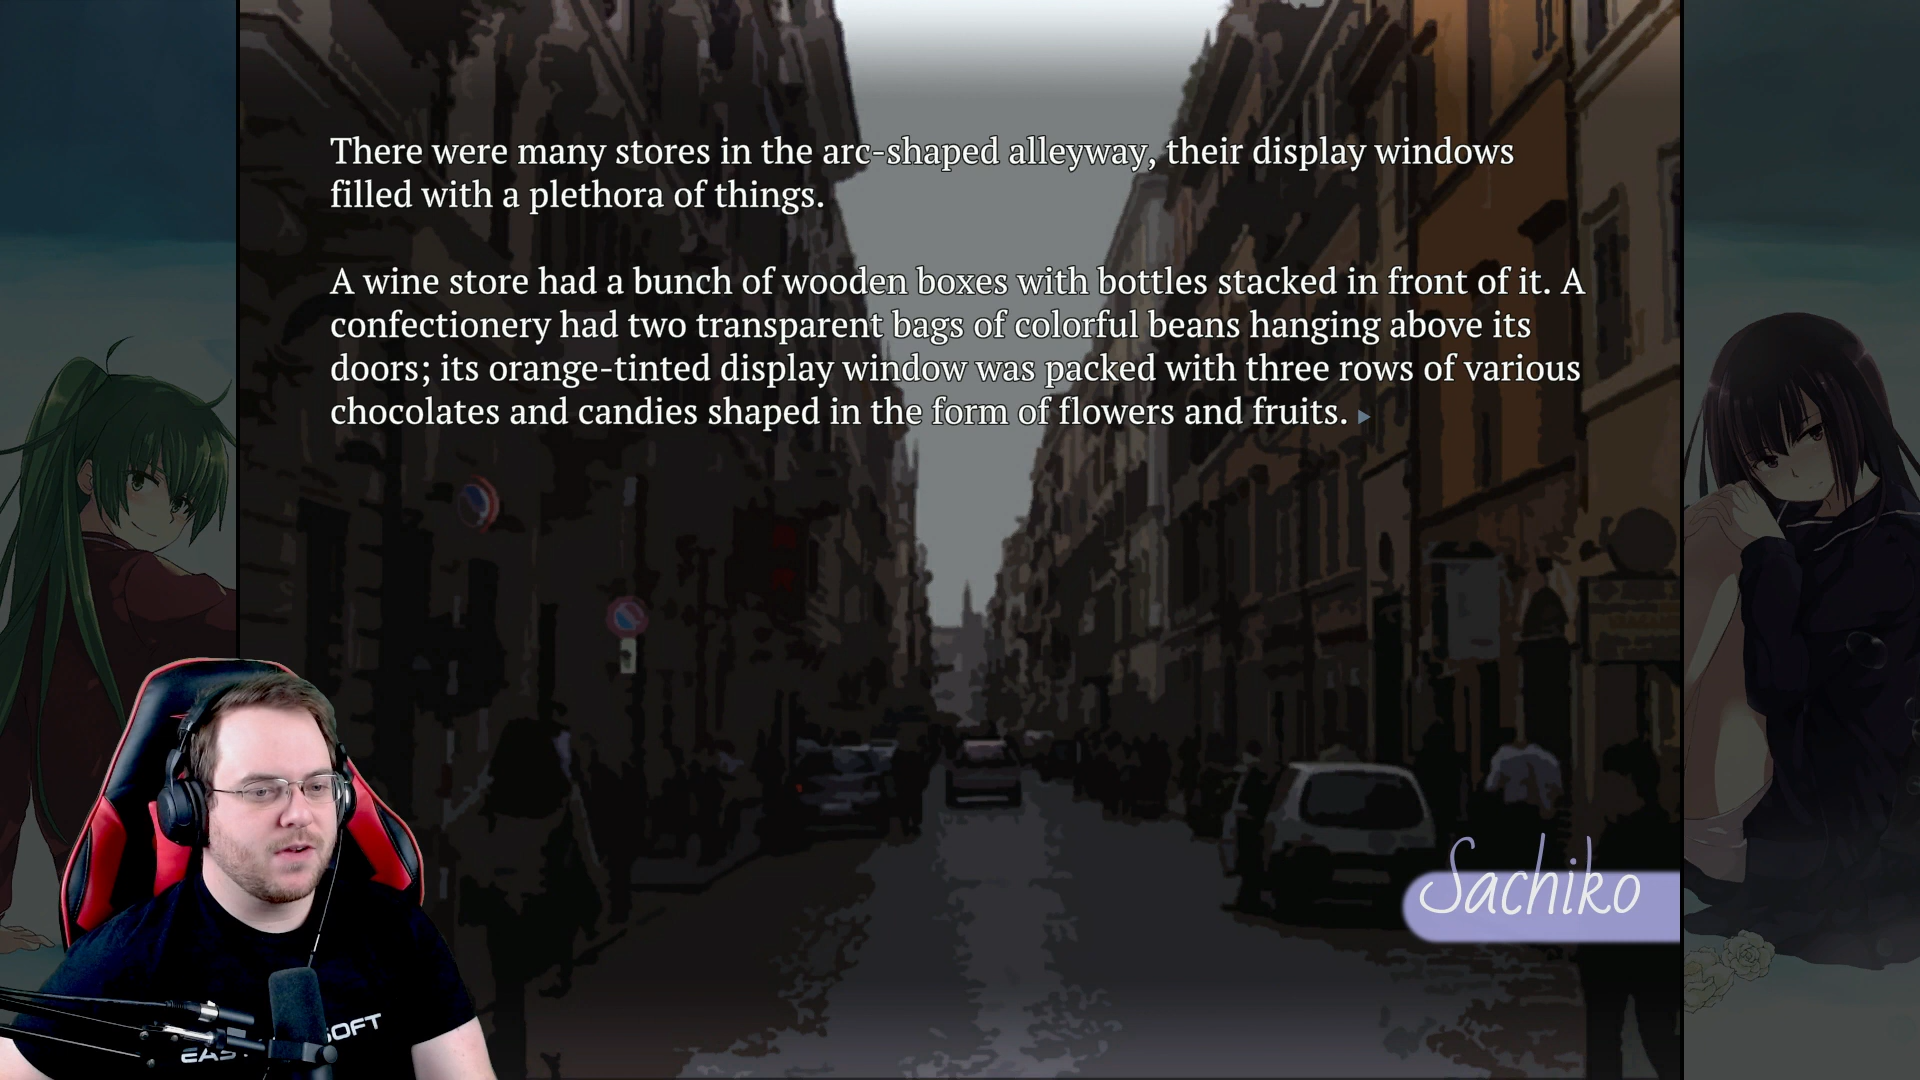 There were many stores in the arc-shaped alleyway, their display windows
filled with a plethora of things.
A wine store had a bunch of wooden boxes with bottles stacked in front of it. A
confectionery had two transparent bags of colorful beans hanging above its
doors; its orange-tinted display window was packed with three rows of various
chocolates and candies shaped in the form of flowers and fruits.
Sachiko